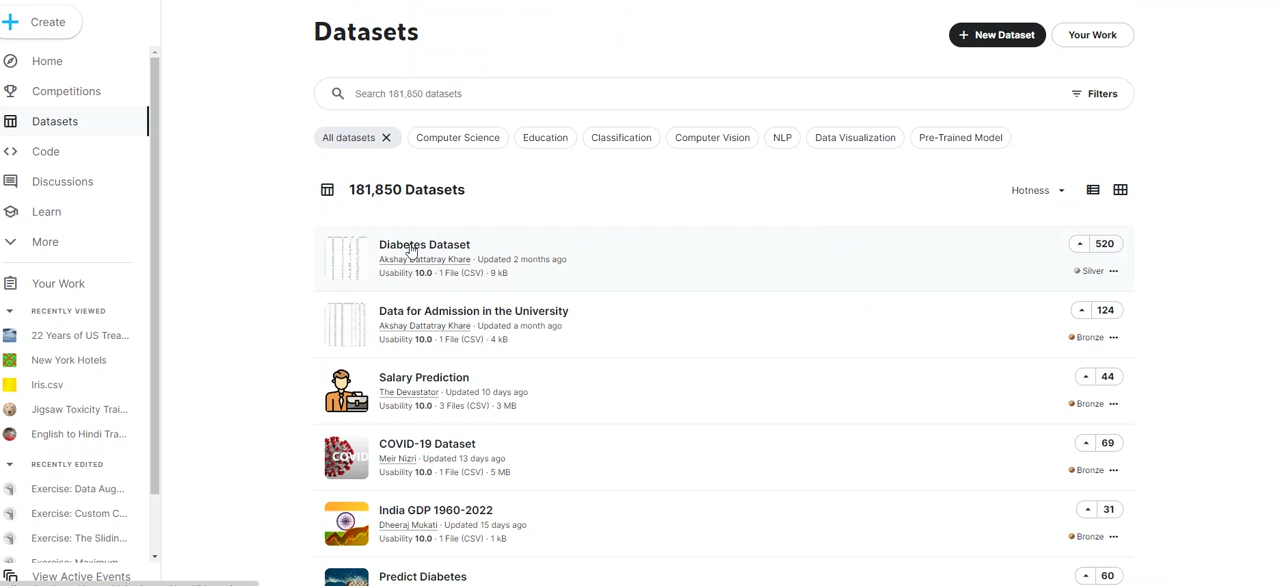 Create
Home
Competitions
Datasets
Code
Discussions
Learn
More
Your Work
RECENTLY VIEWED
22 Years of US Trea...
New York Hotels
Iris.csv
Jigsaw Toxicity Trai...
English to Hindi Tra...
RECENTLY EDITED
Exercise: Data Aug...
Exercise: Custom C...
Exercise: The Slidin...
Exercise: Maximum
View Active Events
Datasets
New Dataset
Your Work
Search 181,850 datasets
Filters
All datasets
Computer Science
Education
Classification
Computer Vision
NLP
Data Visualization
Pre-Trained Model
181,850 Datasets
Hotness
Diabetes Dataset
Akshay Dattatray Khare · Updated 2 months ago
Usability 10.0 · 1 File (CSV) · 9 kB
520
Silver
Data for Admission in the University
Akshay Dattatray Khare · Updated a month ago
Usability 10.0 · 1 File (CSV) · 4 kB
124
Bronze
Salary Prediction
The Devastator · Updated 10 days ago
Usability 10.0 · 3 Files (CSV) · 3 MB
44
Bronze
COVID-19 Dataset
Meir Nizri · Updated 13 days ago
Usability 10.0 · 1 File (CSV) · 5 MB
COVID
69
Bronze
India GDP 1960-2022
Dheeraj Mukati · Updated 15 days ago
Usability 10.0 · 1 File (CSV) · 1 kB
31
Bronze
Predict Diabetes
60